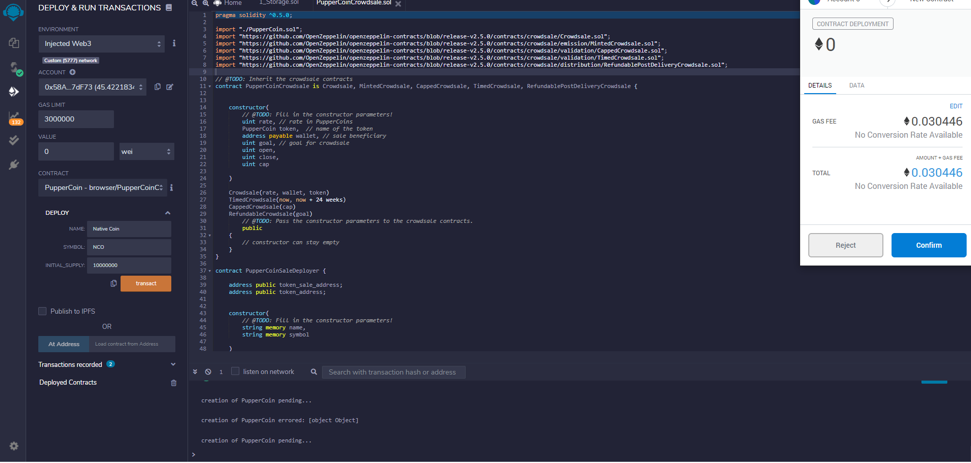 DEPLOY & RUN TRANSACTIONS
ENVIRONMENT
Injected Web3
Custom (5777) network
ACCOUNT
0x5BA...7dF73 (45.4221834
GAS LIMIT
3000000
VALUE
0 wei
CONTRACT
PupperCoin - browser/PupperCoinC
DEPLOY
NAME: Native Coin
SYMBOL: NCO
INITIAL_SUPPLY: 10000000
transact
Publish to IPFS
OR
At Address Load contract from Address
Transactions recorded 2
Deployed Contracts
Home 1_Storage.sol PupperCoinCrowdsale.sol
1 pragma solidity ^0.5.0;
2
3 import "./PupperCoin.sol";
4 import "https://github.com/OpenZeppelin/openzeppelin-contracts/blob/release-v2.5.0/contracts/crowdsale/Crowdsale.sol";
5 import "https://github.com/OpenZeppelin/openzeppelin-contracts/blob/release-v2.5.0/contracts/crowdsale/emission/MintedCrowdsale.sol";
6 import "https://github.com/OpenZeppelin/openzeppelin-contracts/blob/release-v2.5.0/contracts/crowdsale/validation/CappedCrowdsale.sol";
7 import "https://github.com/OpenZeppelin/openzeppelin-contracts/blob/release-v2.5.0/contracts/crowdsale/validation/TimedCrowdsale.sol";
8 import "https://github.com/OpenZeppelin/openzeppelin-contracts/blob/release-v2.5.0/contracts/crowdsale/distribution/RefundablePostDeliveryCrowdsale.sol";
9
10 // @TODO: Inherit the crowdsale contracts
11 contract PupperCoinCrowdsale is Crowdsale, MintedCrowdsale, CappedCrowdsale, TimedCrowdsale, RefundablePostDeliveryCrowdsale {
12
13
14 constructor(
15 // @TODO: Fill in the constructor parameters!
16 uint rate, // rate in PupperCoins
17 PupperCoin token, // name of the token
18 address payable wallet, // sale beneficiary
19 uint goal, // goal for crowdsale
20 uint open,
21 uint close,
22 uint cap
23
24 )
25
26 Crowdsale(rate, wallet, token)
27 TimedCrowdsale(now, now + 24 weeks)
28 CappedCrowdsale(cap)
29 RefundableCrowdsale(goal)
30 // @TODO: Pass the constructor parameters to the crowdsale contracts.
31 public
32 {
33 // constructor can stay empty
34 }
35 }
36
37 contract PupperCoinSaleDeployer {
38
39 address public token_sale_address;
40 address public token_address;
41
42
43 constructor(
44 // @TODO: Fill in the constructor parameters!
45 string memory name,
46 string memory symbol
47
48 )
1 listen on network Search with transaction hash or address
creation of PupperCoin pending...
creation of PupperCoin errored: [object Object]
creation of PupperCoin pending...
>
CONTRACT DEPLOYMENT
0
DETAILS DATA
EDIT
GAS FEE 0.030446
No Conversion Rate Available
AMOUNT + GAS FEE
TOTAL 0.030446
No Conversion Rate Available
Reject Confirm